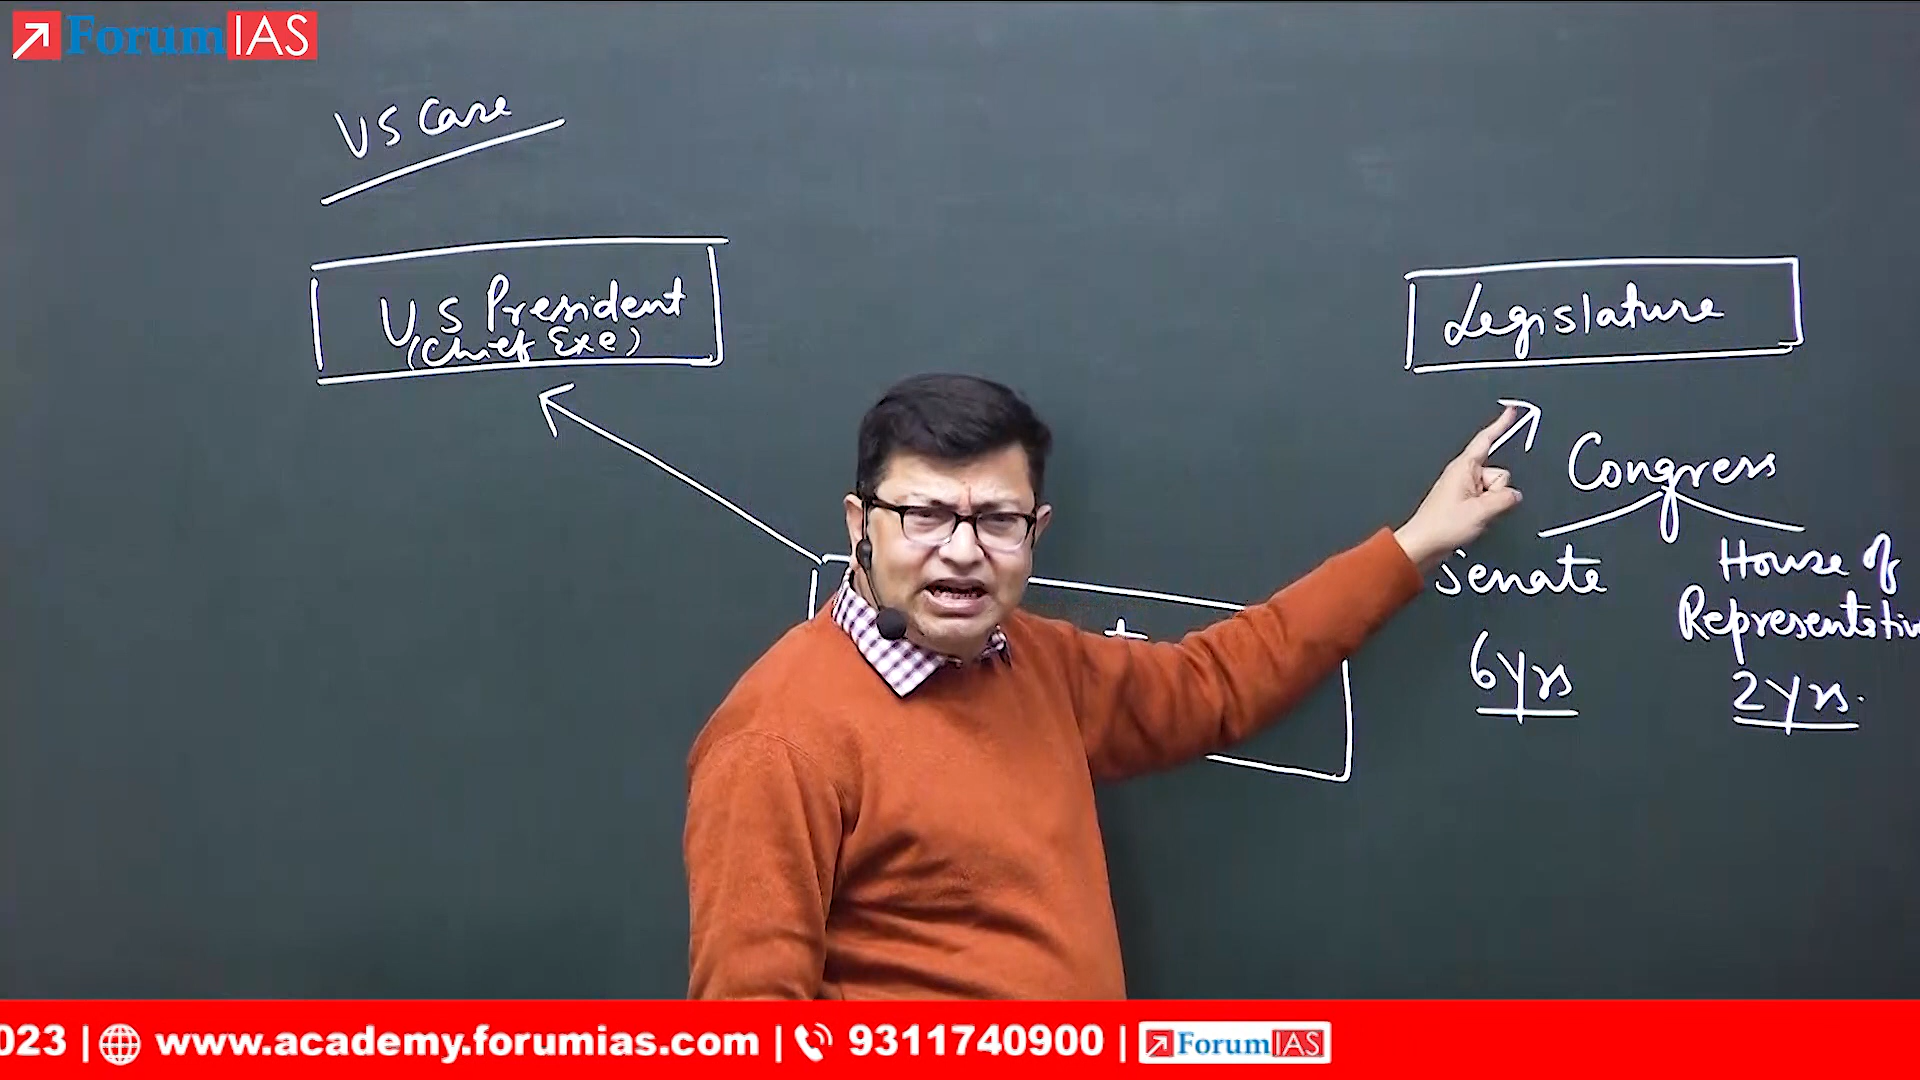 ForumIAS
US Case
US President
(Chief Exe)
Legislature
Congress
Senate
House of
Representativ
6yrs
2yrs.
023 | www.academy.forumias.com | 9311740900 | ForumIAS